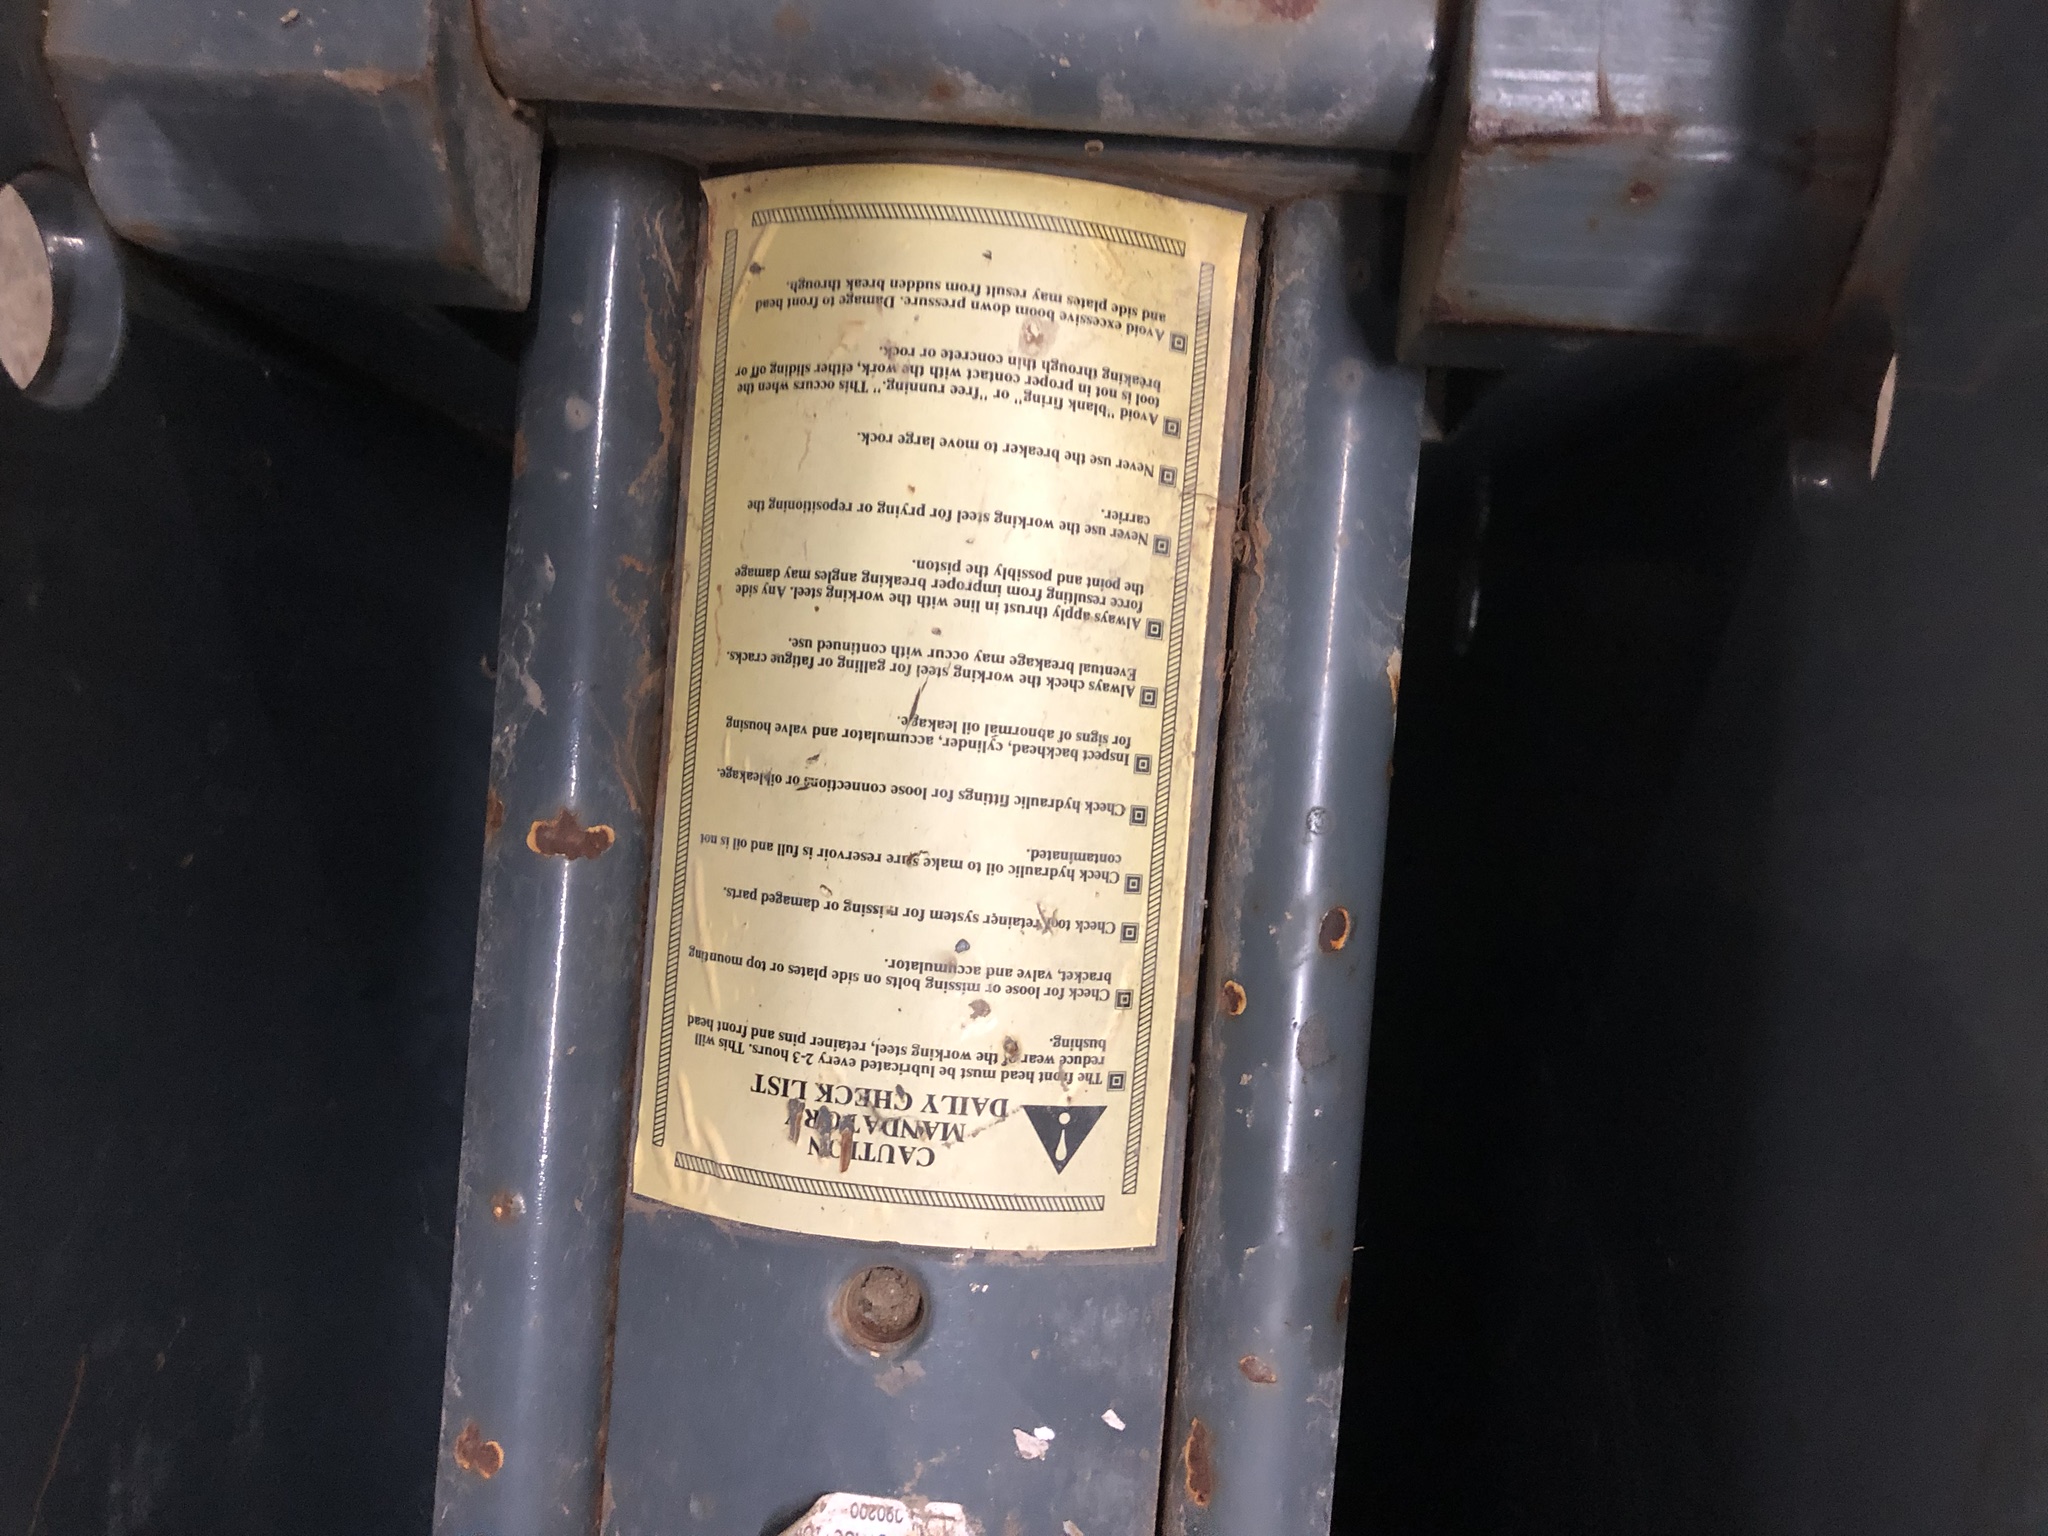 CAUTION
MANDATORY
DAILY CHECK LIST
The front head must be lubricated every 2-3 hours. This will
reduce wear of the working steel, retainer pins and front head
bushing.
Check for loose or missing bolts on side plates or top mounting
bracket, valve and accumulator.
Check tool retainer system for missing or damaged parts.
Check hydraulic oil to make sure reservoir is full and oil is not
contaminated.
Check hydraulic fittings for loose connections or oil leakage.
Inspect backhead, cylinder, accumulator and valve housing
for signs of abnormal oil leakage.
Always check the working steel for galling or fatigue cracks.
Eventual breakage may occur with continued use.
Always apply thrust in line with the working steel. Any side
force resulting from improper breaking angles may damage
the point and possibly the piston.
Never use the working steel for prying or repositioning the
carrier.
Never use the breaker to move large rock.
Avoid "blank firing" or "free running." This occurs when the
tool is not in proper contact with the work, either sliding off or
breaking through thin concrete or rock.
Avoid excessive boom down pressure. Damage to front head
and side plates may result from sudden break through.